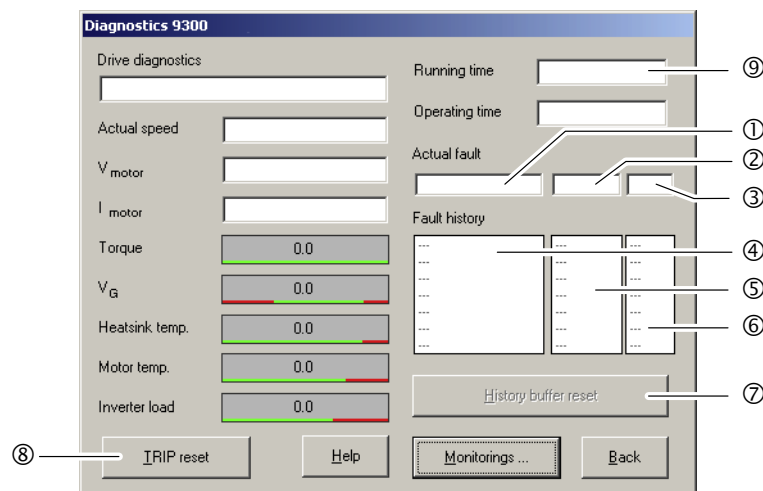 Diagnostics 9300
Drive diagnostics
Actual speed
V motor
I motor
Torque 0.0
VG 0.0
Heatsink temp. 0.0
Motor temp. 0.0
Inverter load 0.0
Running time ⑨
Operating time
Actual fault ①
②
③
Fault history
--- --- --- ④
--- --- ---
--- --- --- ⑤
--- --- ---
--- --- --- ⑥
--- --- ---
--- --- ---
History buffer reset ⑦
⑧ TRIP reset Help Monitorings ... Back